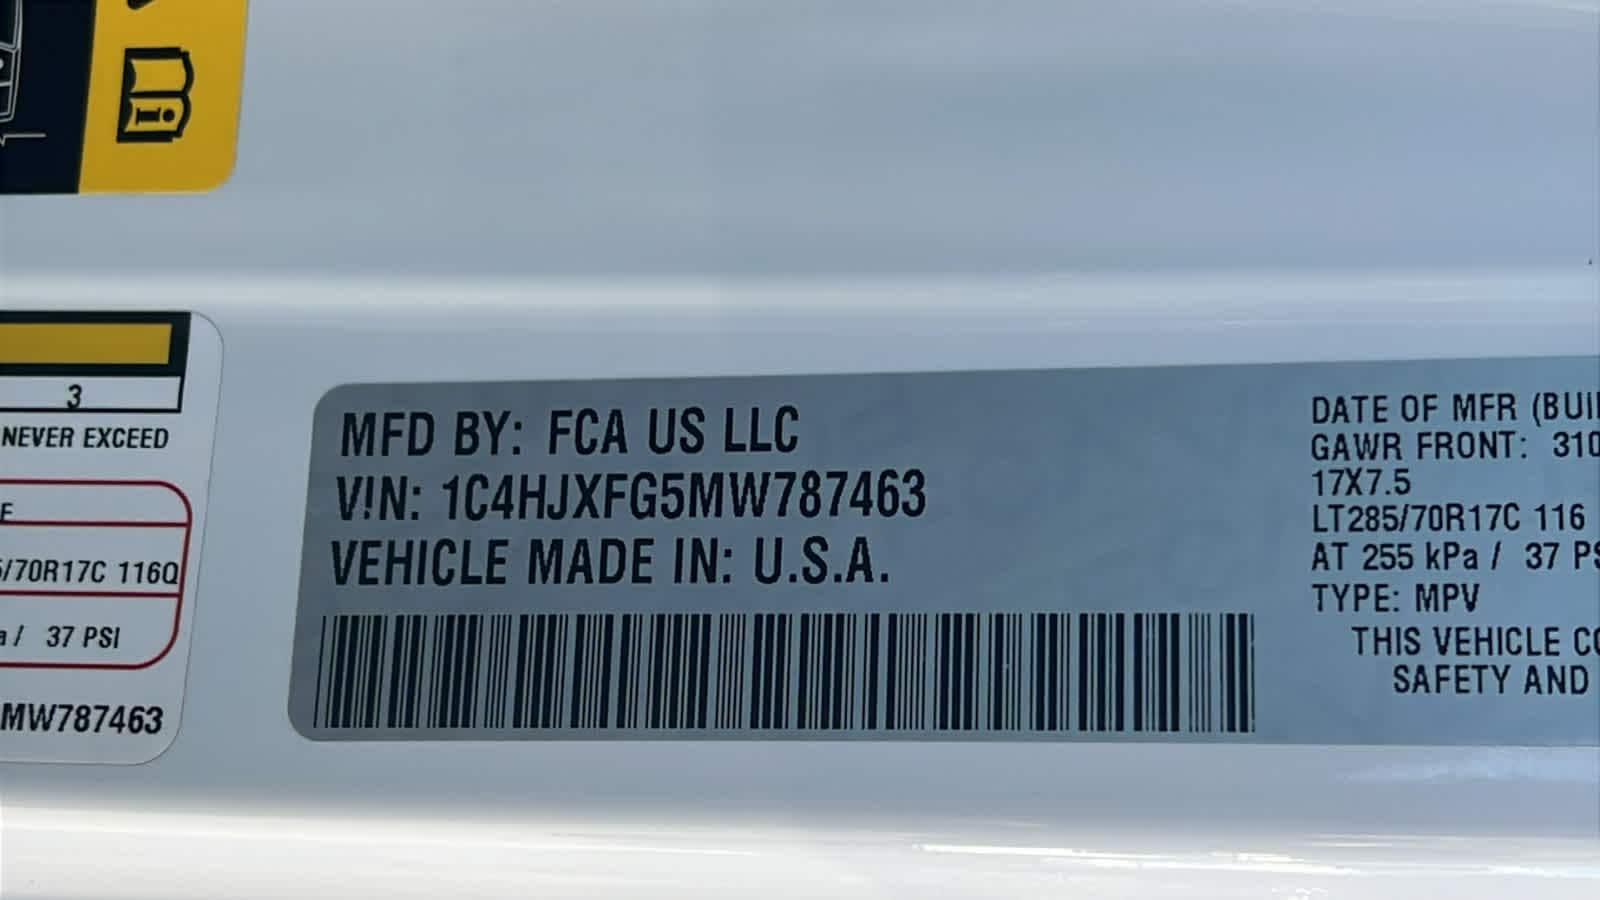 3
NEVER EXCEED
/70R17C 116Q
/ 37 PSI
MW787463
MFD BY: FCA US LLC
VIN: 1C4HJXFG5MW787463
VEHICLE MADE IN: U.S.A.
DATE OF MFR (BUI
GAWR FRONT: 310
17X7.5
LT285/70R17C 116
AT 255 kPa / 37 PS
TYPE: MPV
THIS VEHICLE CO
SAFETY AND